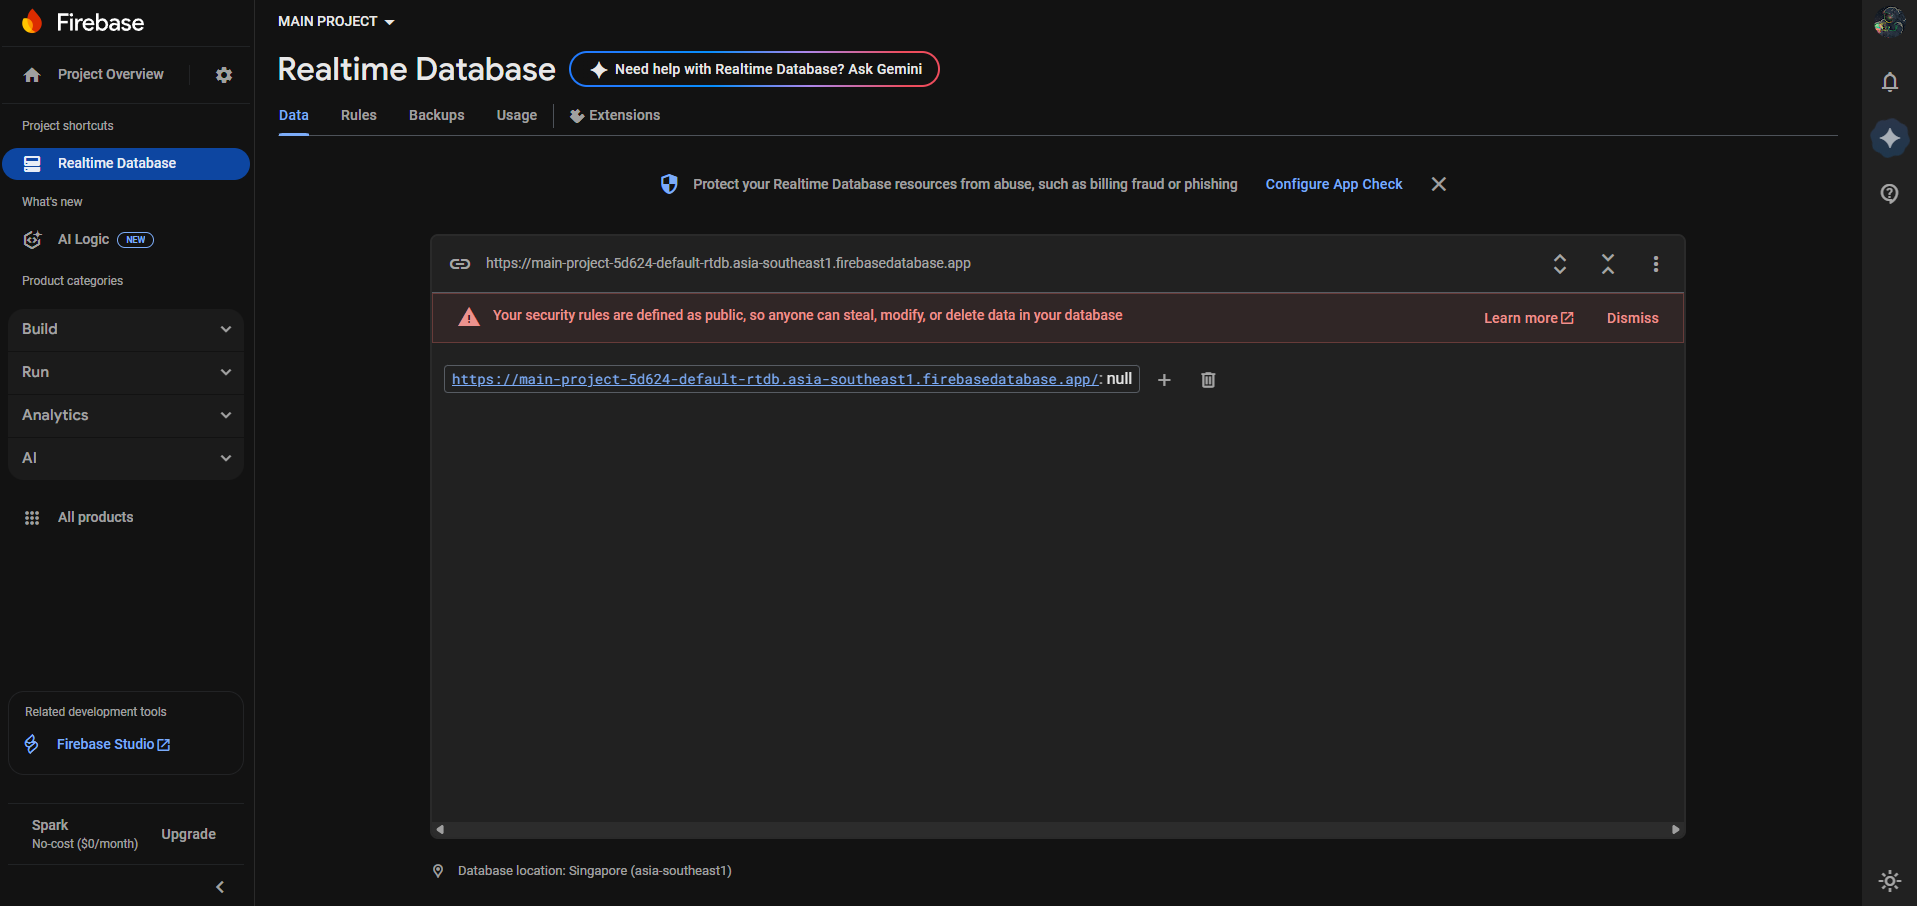 Firebase
MAIN PROJECT
Project Overview
Realtime Database
Need help with Realtime Database? Ask Gemini
Data
Rules
Backups
Usage
Extensions
Project shortcuts
Realtime Database
What's new
AI Logic
NEW
Product categories
Build
Run
Analytics
AI
All products
Related development tools
Firebase Studio
Spark
No-cost ($0/month)
Upgrade
Protect your Realtime Database resources from abuse, such as billing fraud or phishing
Configure App Check
https://main-project-5d624-default-rtdb.asia-southeast1.firebasedatabase.app
Your security rules are defined as public, so anyone can steal, modify, or delete data in your database
Learn more
Dismiss
https://main-project-5d624-default-rtdb.asia-southeast1.firebasedatabase.app/: null
Database location: Singapore (asia-southeast1)